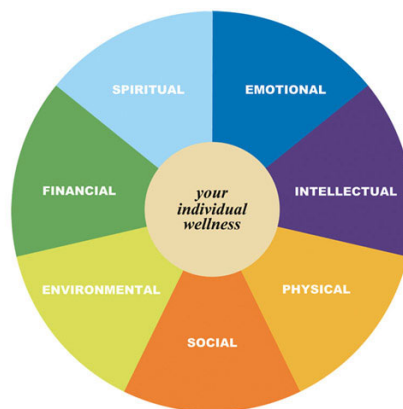 SPIRITUAL
EMOTIONAL
FINANCIAL
your
individual
wellness
INTELLECTUAL
ENVIRONMENTAL
PHYSICAL
SOCIAL